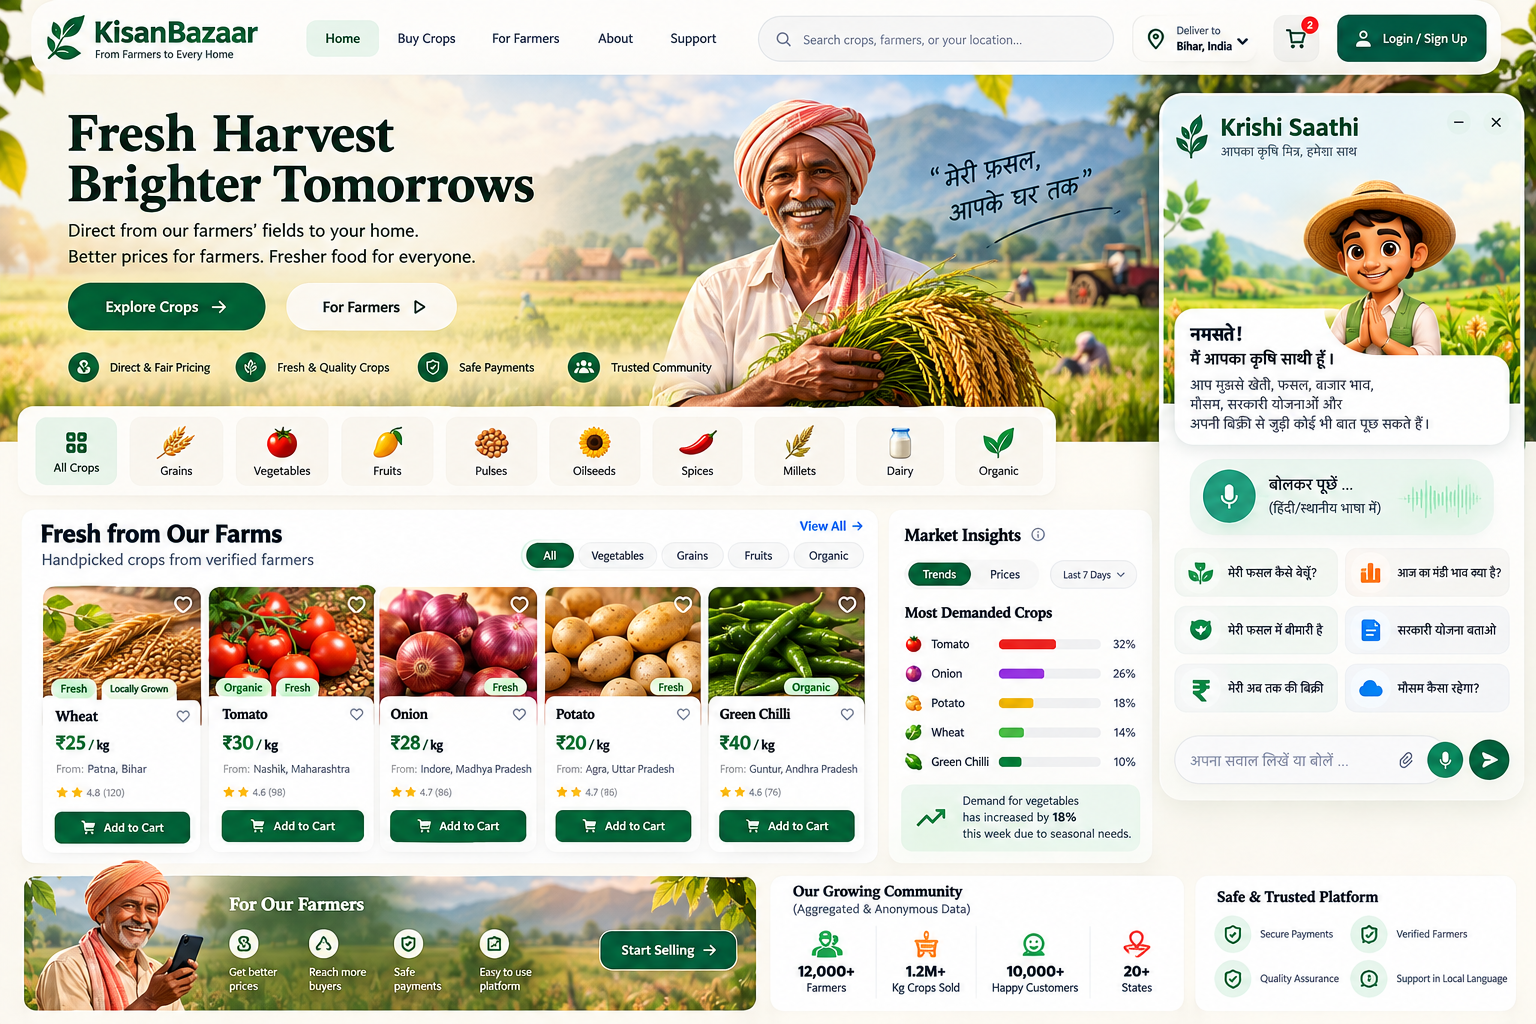 KisanBazaar
From Farmers to Every Home
Home
Buy Crops
For Farmers
About
Support
Search crops, farmers, or your location...
Deliver to
Bihar, India
2
Login / Sign Up
Fresh Harvest
Brighter Tomorrows
Direct from our farmers' fields to your home.
Better prices for farmers. Fresher food for everyone.
Explore Crops
For Farmers
Direct & Fair Pricing
Fresh & Quality Crops
Safe Payments
Trusted Community
“मेरी फ़सल,
आपके घर तक”
All Crops
Grains
Vegetables
Fruits
Pulses
Oilseeds
Spices
Millets
Dairy
Organic
Fresh from Our Farms
Handpicked crops from verified farmers
View All →
All
Vegetables
Grains
Fruits
Organic
Fresh
Locally Grown
Wheat
₹25 / kg
From: Patna, Bihar
4.8 (120)
Add to Cart
Organic
Fresh
Tomato
₹30 / kg
From: Nashik, Maharashtra
4.6 (98)
Add to Cart
Fresh
Onion
₹28 / kg
From: Indore, Madhya Pradesh
4.7 (86)
Add to Cart
Fresh
Potato
₹20 / kg
From: Agra, Uttar Pradesh
4.7 (86)
Add to Cart
Organic
Green Chilli
₹40 / kg
From: Guntur, Andhra Pradesh
4.6 (76)
Add to Cart
Market Insights
Trends
Prices
Last 7 Days
Most Demanded Crops
Tomato 32%
Onion 26%
Potato 18%
Wheat 14%
Green Chilli 10%
Demand for vegetables
has increased by 18%
this week due to seasonal needs.
Krishi Saathi
आपका कृषि मित्र, हमेशा साथ
नमसते!
मैं आपका कृषि साथी हूँ।
आप मुझसे खेती, फसल, बाजार भाव,
मौसम, सरकारी योजनाओं और
अपनी बिक्री से जुड़ी कोई भी बात पूछ सकते हैं।
बोलकर पूछें ...
(हिंदी/स्थानीय भाषा में)
मेरी फसल कैसे बेचूँ?
आज का मंडी भाव क्या है?
मेरी फसल में बीमारी है
सरकारी योजना बताओ
मेरी अब तक की बिक्री
मौसम कैसा रहेगा?
अपना सवाल लिखें या बोलें ...
For Our Farmers
Get better
prices
Reach more
buyers
Safe
payments
Easy to use
platform
Start Selling →
Our Growing Community
(Aggregated & Anonymous Data)
12,000+
Farmers
1.2M+
Kg Crops Sold
10,000+
Happy Customers
20+
States
Safe & Trusted Platform
Secure Payments
Verified Farmers
Quality Assurance
Support in Local Language